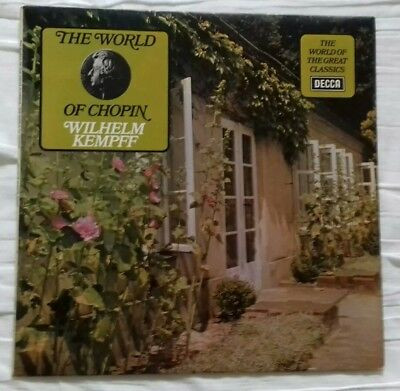 THE WORLD
OF CHOPIN
WILHELM
KEMPFF
THE
WORLD OF
THE GREAT
CLASSICS
DECCA